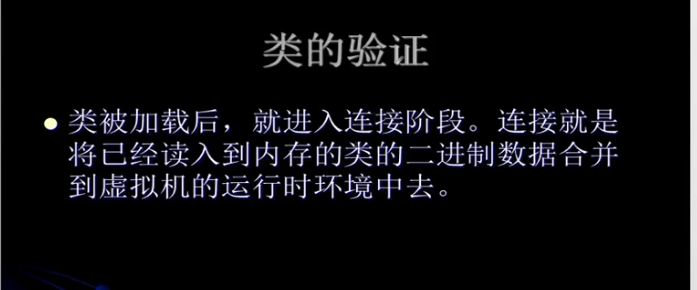 类的验证
类被加载后，就进入连接阶段。连接就是
将已经读入到内存的类的二进制数据合并
到虚拟机的运行时环境中去。